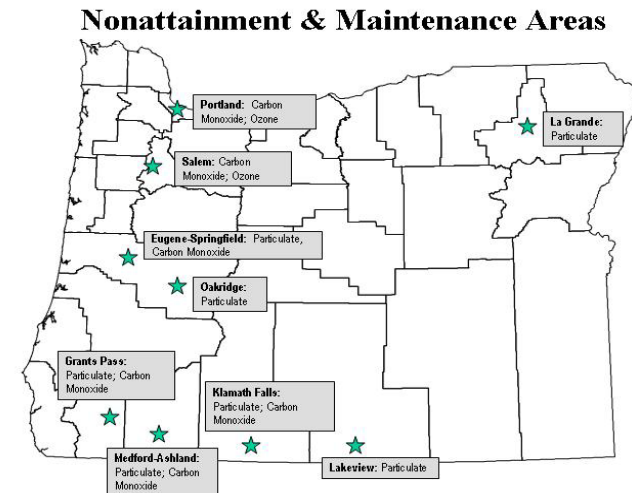 Nonattainment & Maintenance Areas
Portland: Carbon
Monoxide; Ozone
La Grande:
Particulate
Salem: Carbon
Monoxide; Ozone
Eugene-Springfield: Particulate,
Carbon Monoxide
Oakridge:
Particulate
Grants Pass:
Particulate; Carbon
Monoxide
Klamath Falls:
Particulate; Carbon
Monoxide
Medford-Ashland:
Particulate; Carbon
Monoxide
Lakeview: Particulate